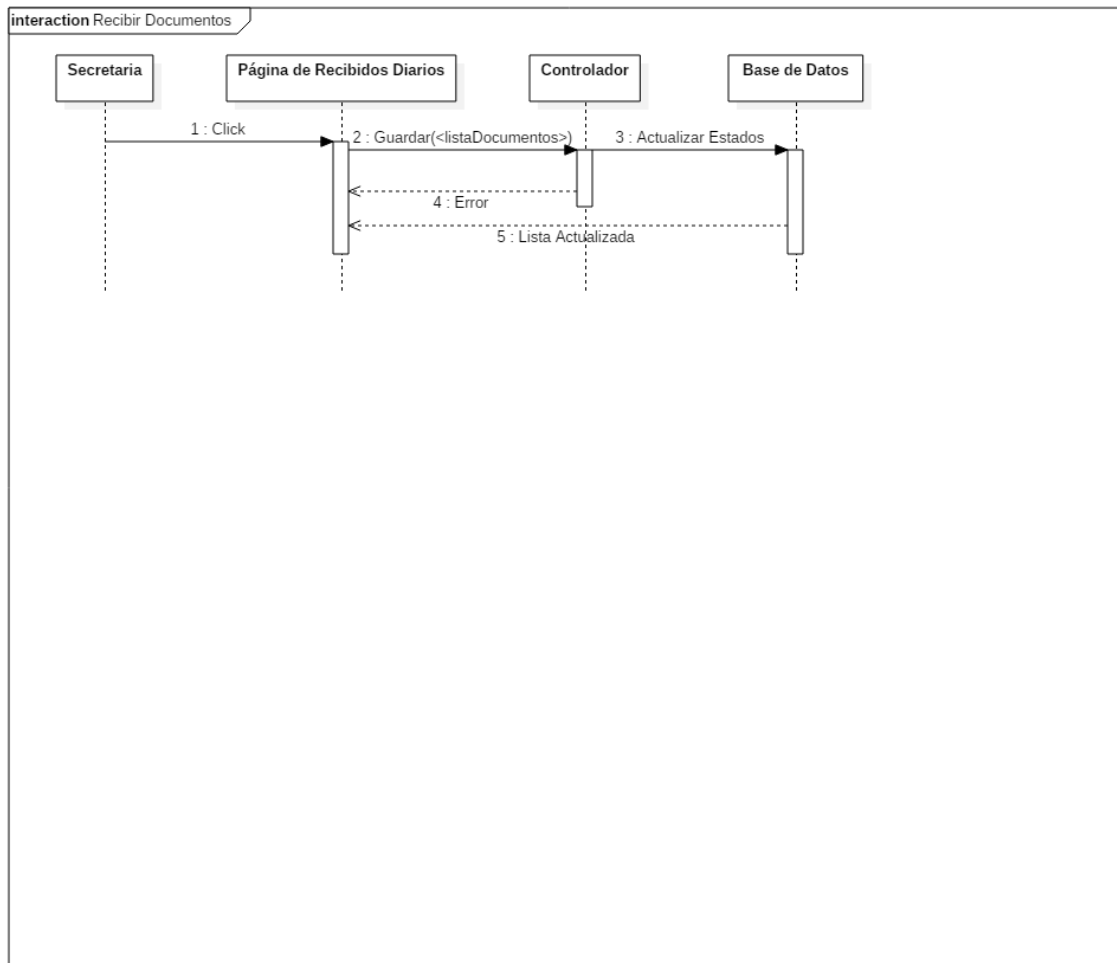 interaction Recibir Documentos
Secretaria
Página de Recibidos Diarios
Controlador
Base de Datos
1 : Click
2 : Guardar(<listaDocumentos>)
3 : Actualizar Estados
4 : Error
5 : Lista Actualizada